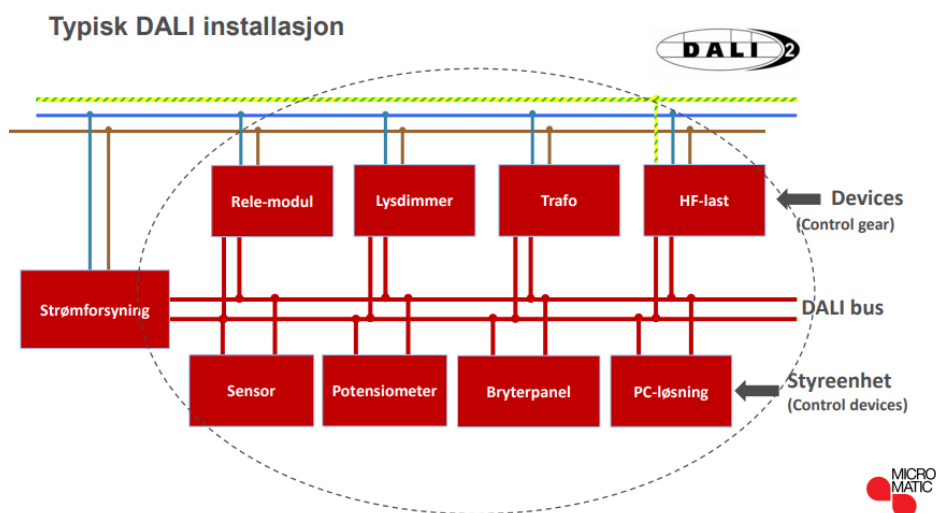 Typisk DALI installasjon
DALI 2
Rele-modul
Lysdimmer
Trafo
HF-last
Devices
(Control gear)
Strømforsyning
DALI bus
Sensor
Potensiometer
Bryterpanel
PC-løsning
Styreenhet
(Control devices)
MICRO
MATIC